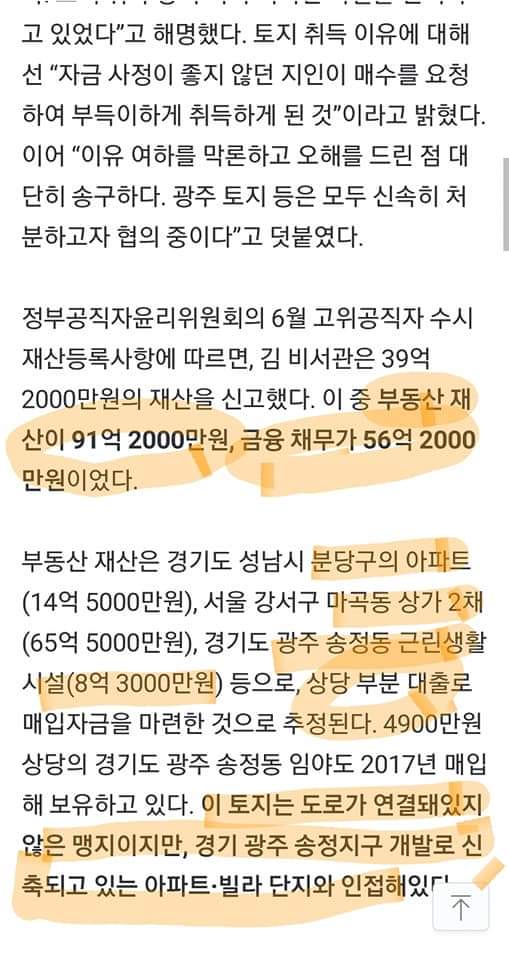 고 있었다”고 해명했다. 토지 취득 이유에 대해
선 “자금 사정이 좋지 않던 지인이 매수를 요청
하여 부득이하게 취득하게 된 것”이라고 밝혔다.
이어 “이유 여하를 막론하고 오해를 드린 점 대
단히 송구하다. 광주 토지 등은 모두 신속히 처
분하고자 협의 중이다”고 덧붙였다.
정부공직자윤리위원회의 6월 고위공직자 수시
재산등록사항에 따르면, 김 비서관은 39억
2000만원의 재산을 신고했다. 이 중 부동산 재
산이 91억 2000만원, 금융 채무가 56억 2000
만원이었다.
부동산 재산은 경기도 성남시 분당구의 아파트
(14억 5000만원), 서울 강서구 마곡동 상가 2채
(65억 5000만원), 경기도 광주 송정동 근린생활
시설(8억 3000만원) 등으로, 상당 부분 대출로
매입자금을 마련한 것으로 추정된다. 4900만원
상당의 경기도 광주 송정동 임야도 2017년 매입
해 보유하고 있다. 이 토지는 도로가 연결돼있지
않은 맹지이지만, 경기 광주 송정지구 개발로 신
축되고 있는 아파트·빌라 단지와 인접해있다.